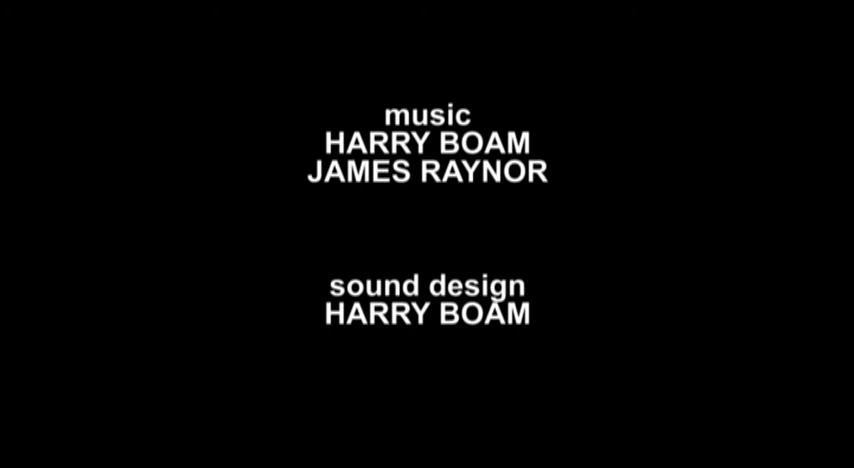 music
HARRY BOAM
JAMES RAYNOR
sound design
HARRY BOAM